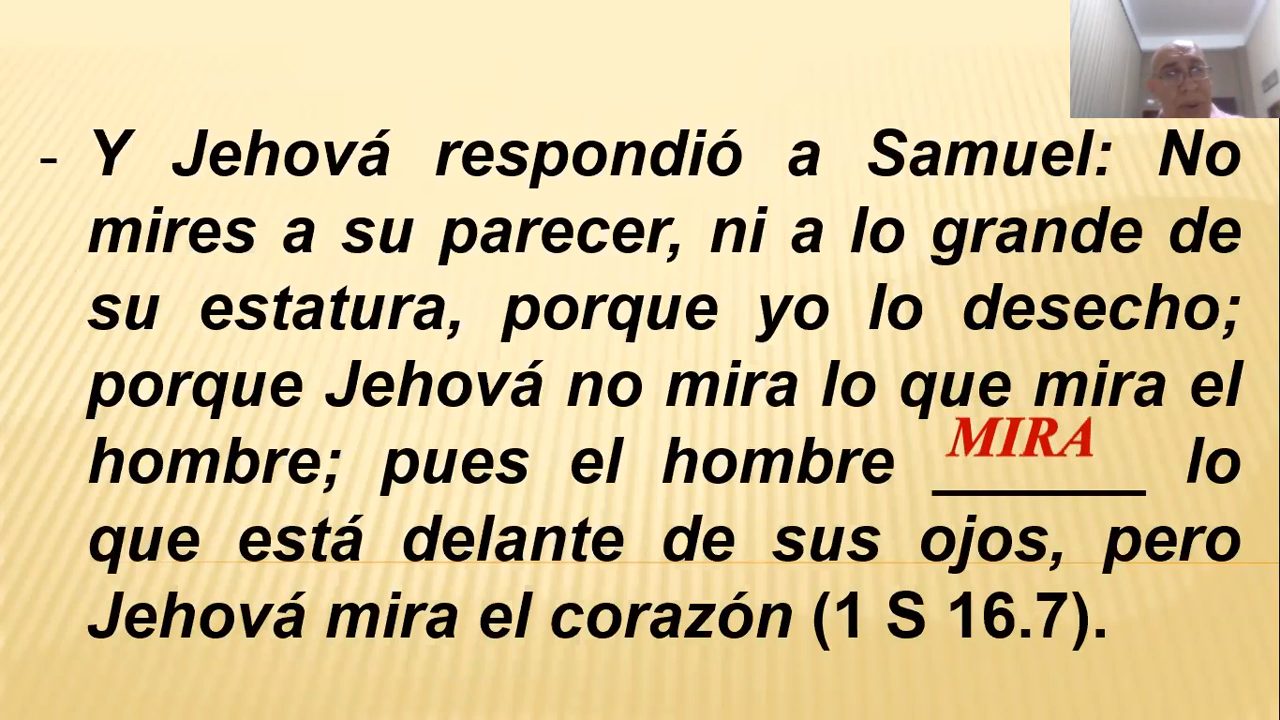 - Y Jehová respondió a Samuel: No
mires a su parecer, ni a lo grande de
su estatura, porque yo lo desecho;
porque Jehová no mira lo que mira el
hombre; pues el hombre MIRA lo
que está delante de sus ojos, pero
Jehová mira el corazón (1 S 16.7).